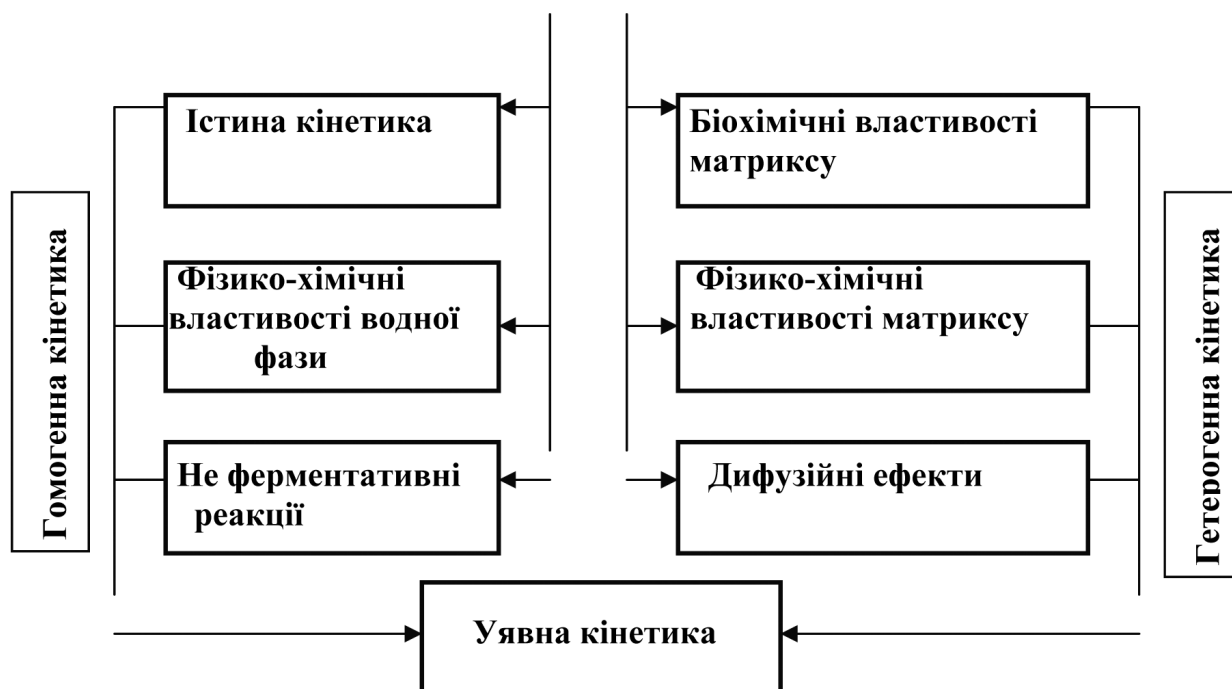 Гомогенна кінетика
Істина кінетика
Фізико-хімічні
властивості водної
фази
Не ферментативні
реакції
Біохімічні властивості
матриксу
Фізико-хімічні
властивості матриксу
Дифузійні ефекти
Гетерогенна кінетика
Уявна кінетика